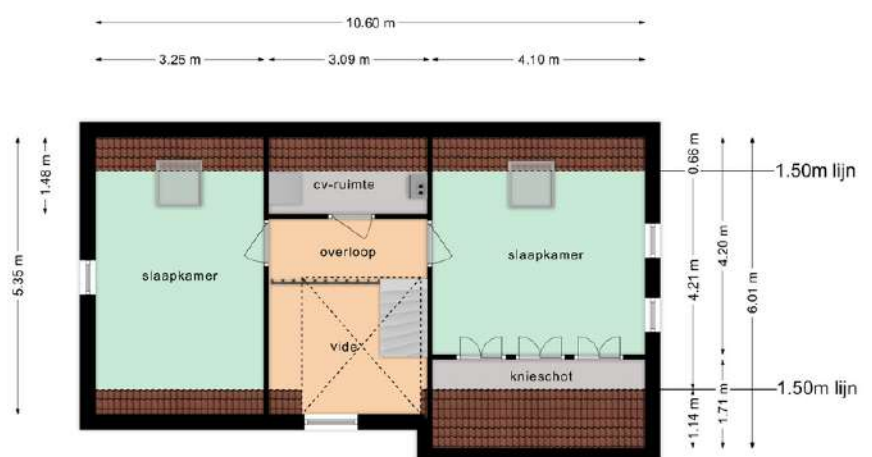 10.60 m
3.25 m
3.09 m
4.10 m
1.48 m
5.35 m
0.66 m
1.50m lijn
cv-ruimte
overloop
slaapkamer
slaapkamer
4.20 m
4.21 m
6.01 m
vide
knieschot
1.50m lijn
1.14 m
1.71 m